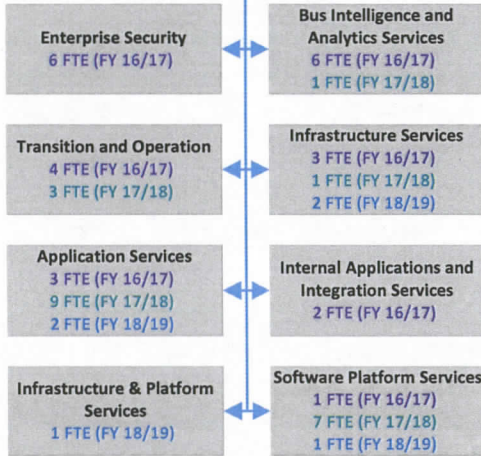 Enterprise Security
6 FTE (FY 16/17)
Bus Intelligence and
Analytics Services
6 FTE (FY 16/17)
1 FTE (FY 17/18)
Transition and Operation
4 FTE (FY 16/17)
3 FTE (FY 17/18)
Infrastructure Services
3 FTE (FY 16/17)
1 FTE (FY 17/18)
2 FTE (FY 18/19)
Application Services
3 FTE (FY 16/17)
9 FTE (FY 17/18)
2 FTE (FY 18/19)
Internal Applications and
Integration Services
2 FTE (FY 16/17)
Infrastructure & Platform
Services
1 FTE (FY 18/19)
Software Platform Services
1 FTE (FY 16/17)
7 FTE (FY 17/18)
1 FTE (FY 18/19)